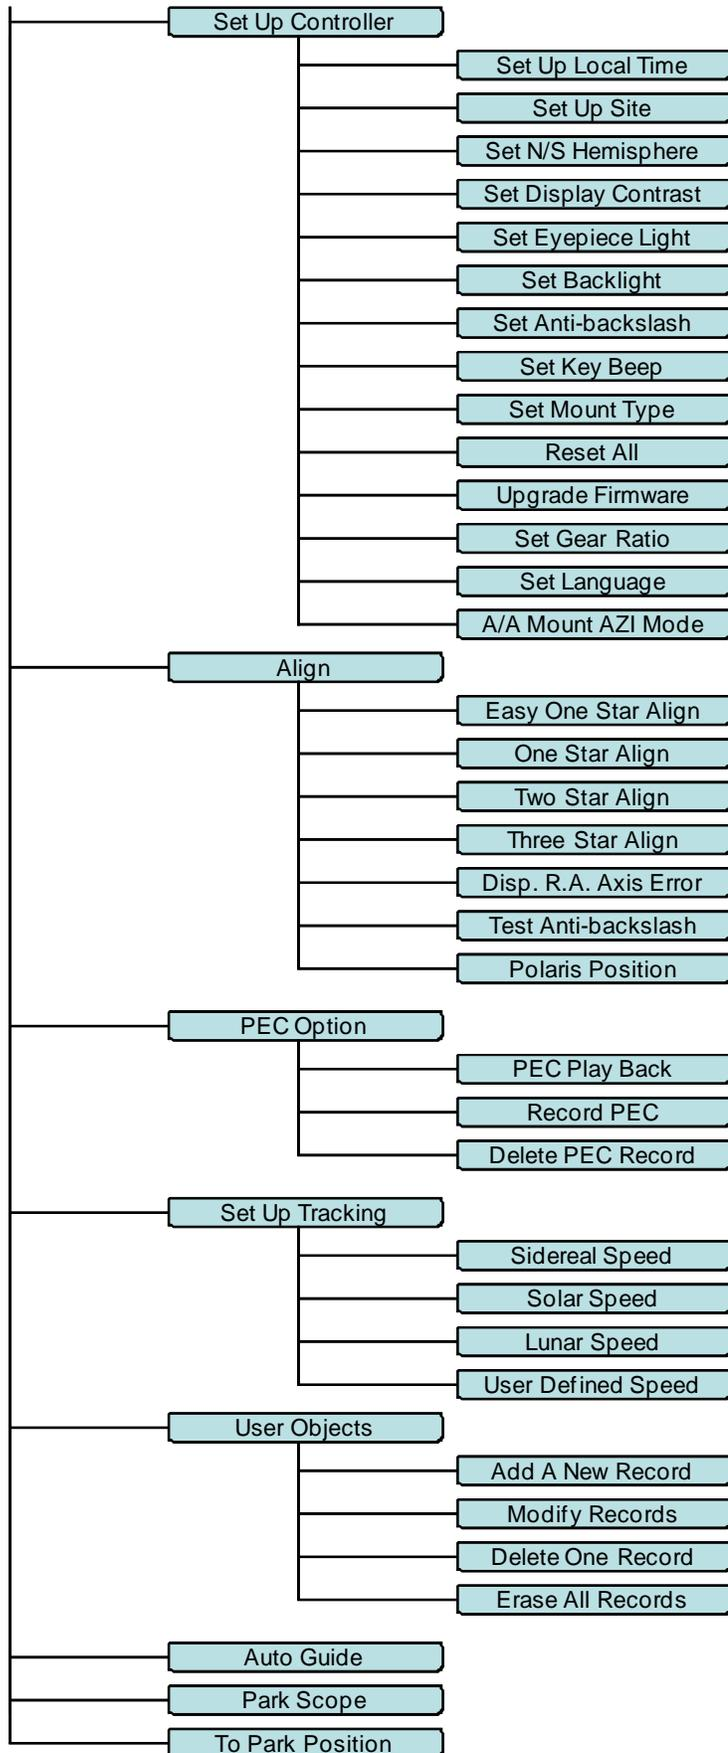 Set Up Controller
Set Up Local Time
Set Up Site
Set N/S Hemisphere
Set Display Contrast
Set Eyepiece Light
Set Backlight
Set Anti-backslash
Set Key Beep
Set Mount Type
Reset All
Upgrade Firmware
Set Gear Ratio
Set Language
A/A Mount AZI Mode
Align
Easy One Star Align
One Star Align
Two Star Align
Three Star Align
Disp. R.A. Axis Error
Test Anti-backslash
Polaris Position
PEC Option
PEC Play Back
Record PEC
Delete PEC Record
Set Up Tracking
Sidereal Speed
Solar Speed
Lunar Speed
User Defined Speed
User Objects
Add A New Record
Modify Records
Delete One Record
Erase All Records
Auto Guide
Park Scope
To Park Position